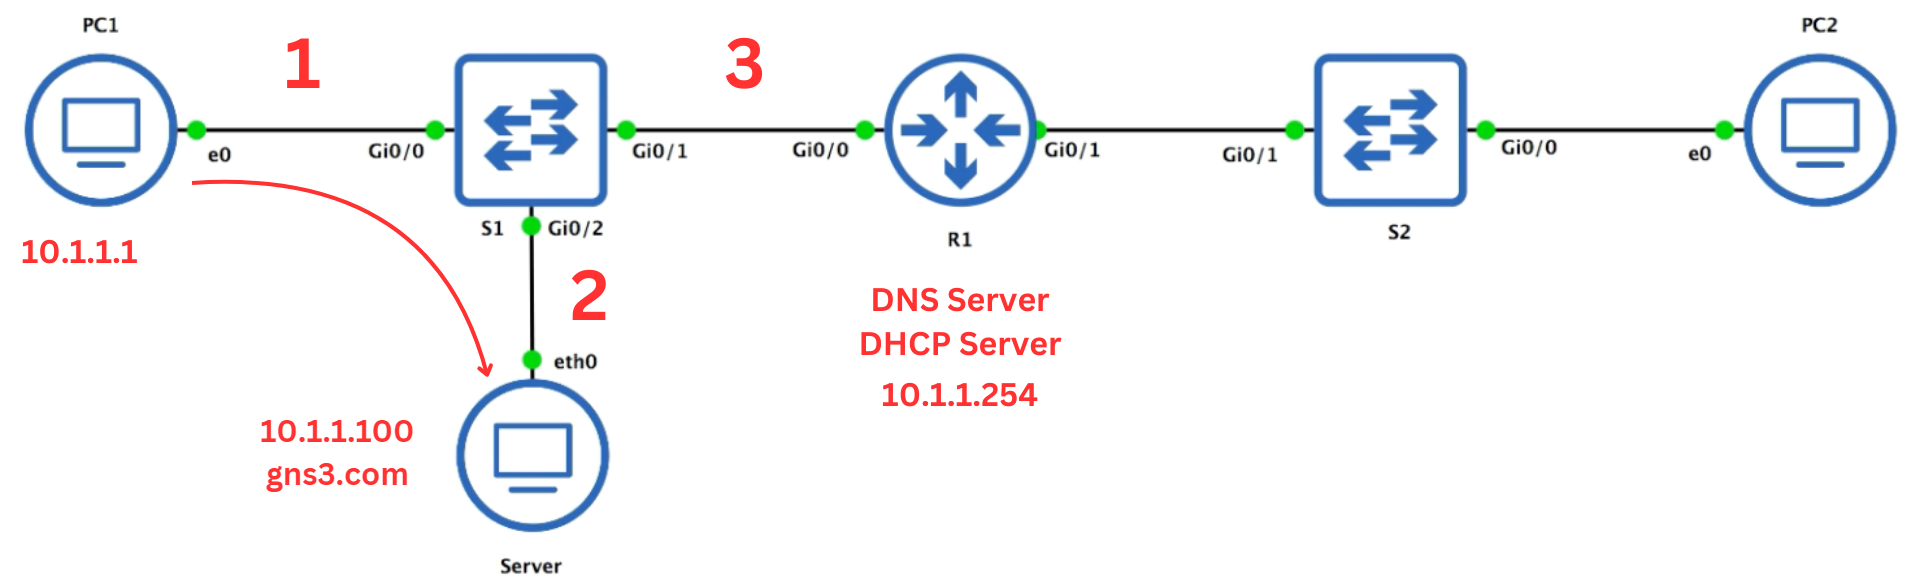 PC1
PC2
1
3
e0
Gi0/0
Gi0/1
Gi0/0
Gi0/1
Gi0/1
Gi0/0
e0
S1
Gi0/2
R1
S2
10.1.1.1
2
DNS Server
DHCP Server
10.1.1.254
eth0
10.1.1.100
gns3.com
Server